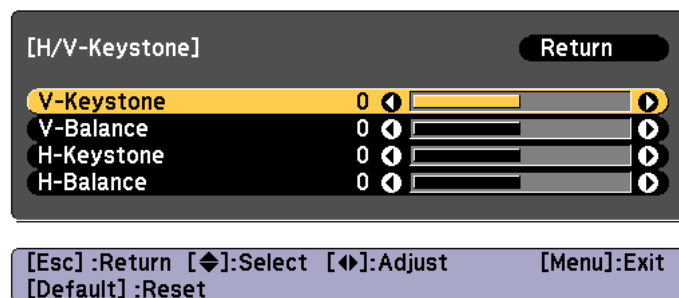 [H/V-Keystone] Return
V-Keystone 0
V-Balance 0
H-Keystone 0
H-Balance 0
[Esc] :Return [◆]:Select [◀▶]:Adjust [Menu]:Exit
[Default] :Reset